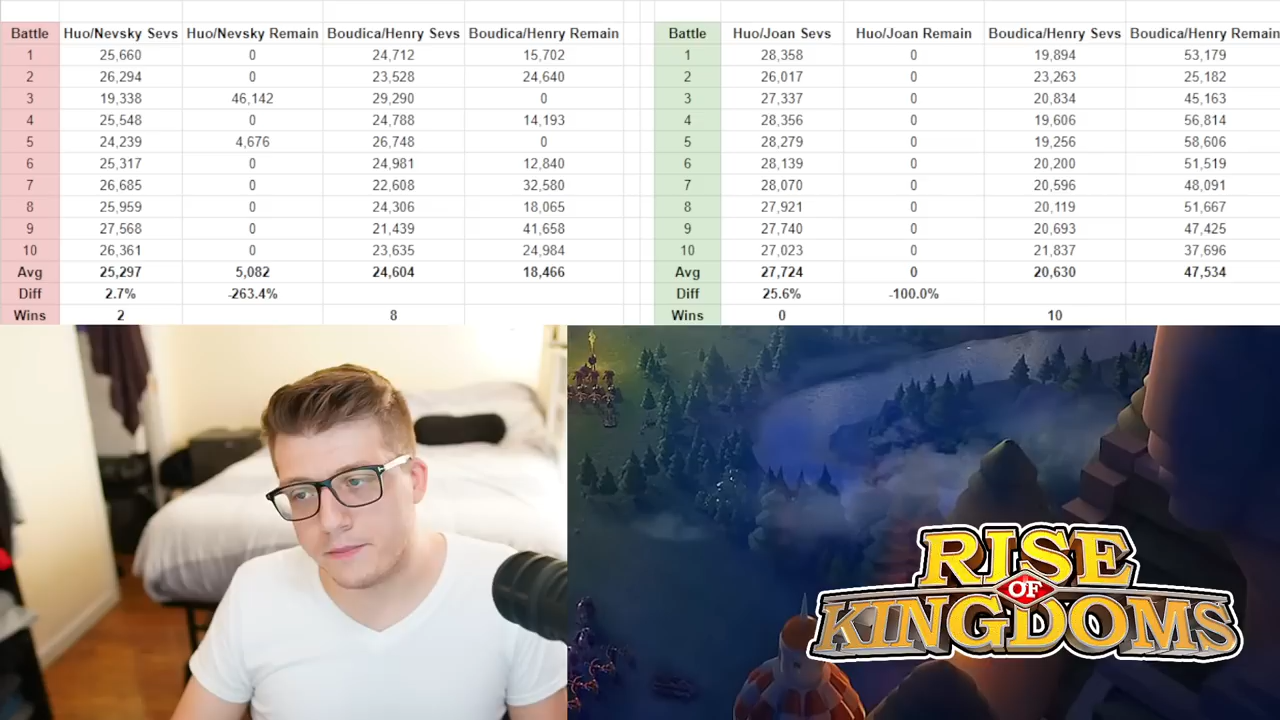 Battle Huo/Nevsky Sevs Huo/Nevsky Remain Boudica/Henry Sevs Boudica/Henry Remain
1 25,660 0 24,712 15,702
2 26,294 0 23,528 24,640
3 19,338 46,142 29,290 0
4 25,548 0 24,788 14,193
5 24,239 4,676 26,748 0
6 25,317 0 24,981 12,840
7 26,685 0 22,608 32,580
8 25,959 0 24,306 18,065
9 27,568 0 21,439 41,658
10 26,361 0 23,635 24,984
Avg 25,297 5,082 24,604 18,466
Diff 2.7% -263.4%
Wins 2 8
Battle Huo/Joan Sevs Huo/Joan Remain Boudica/Henry Sevs Boudica/Henry Remain
1 28,358 0 19,894 53,179
2 26,017 0 23,263 25,182
3 27,337 0 20,834 45,163
4 28,356 0 19,606 56,814
5 28,279 0 19,256 58,606
6 28,139 0 20,200 51,519
7 28,070 0 20,596 48,091
8 27,921 0 20,119 51,667
9 27,740 0 20,693 47,425
10 27,023 0 21,837 37,696
Avg 27,724 0 20,630 47,534
Diff 25.6% -100.0%
Wins 0 10
RISE
OF
KINGDOMS